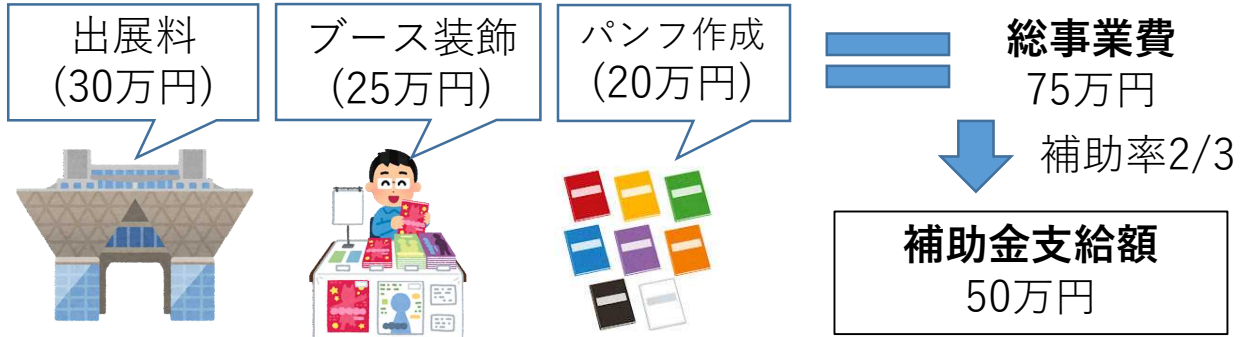 出展料
(30万円)
ブース装飾
(25万円)
パンフ作成
(20万円)
総事業費
75万円
補助率2/3
補助金支給額
50万円